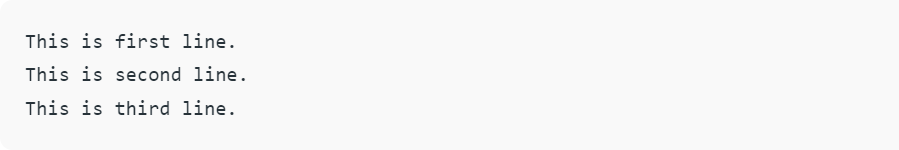 This is first line.
This is second line.
This is third line.